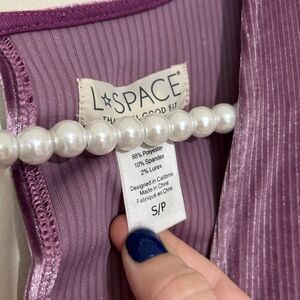 L*SPACE
GOOD FIT
88% Polyester
10% Spandex
2% Lurex
Designed in California
Made in China
Fabriqué en Chine
S/P